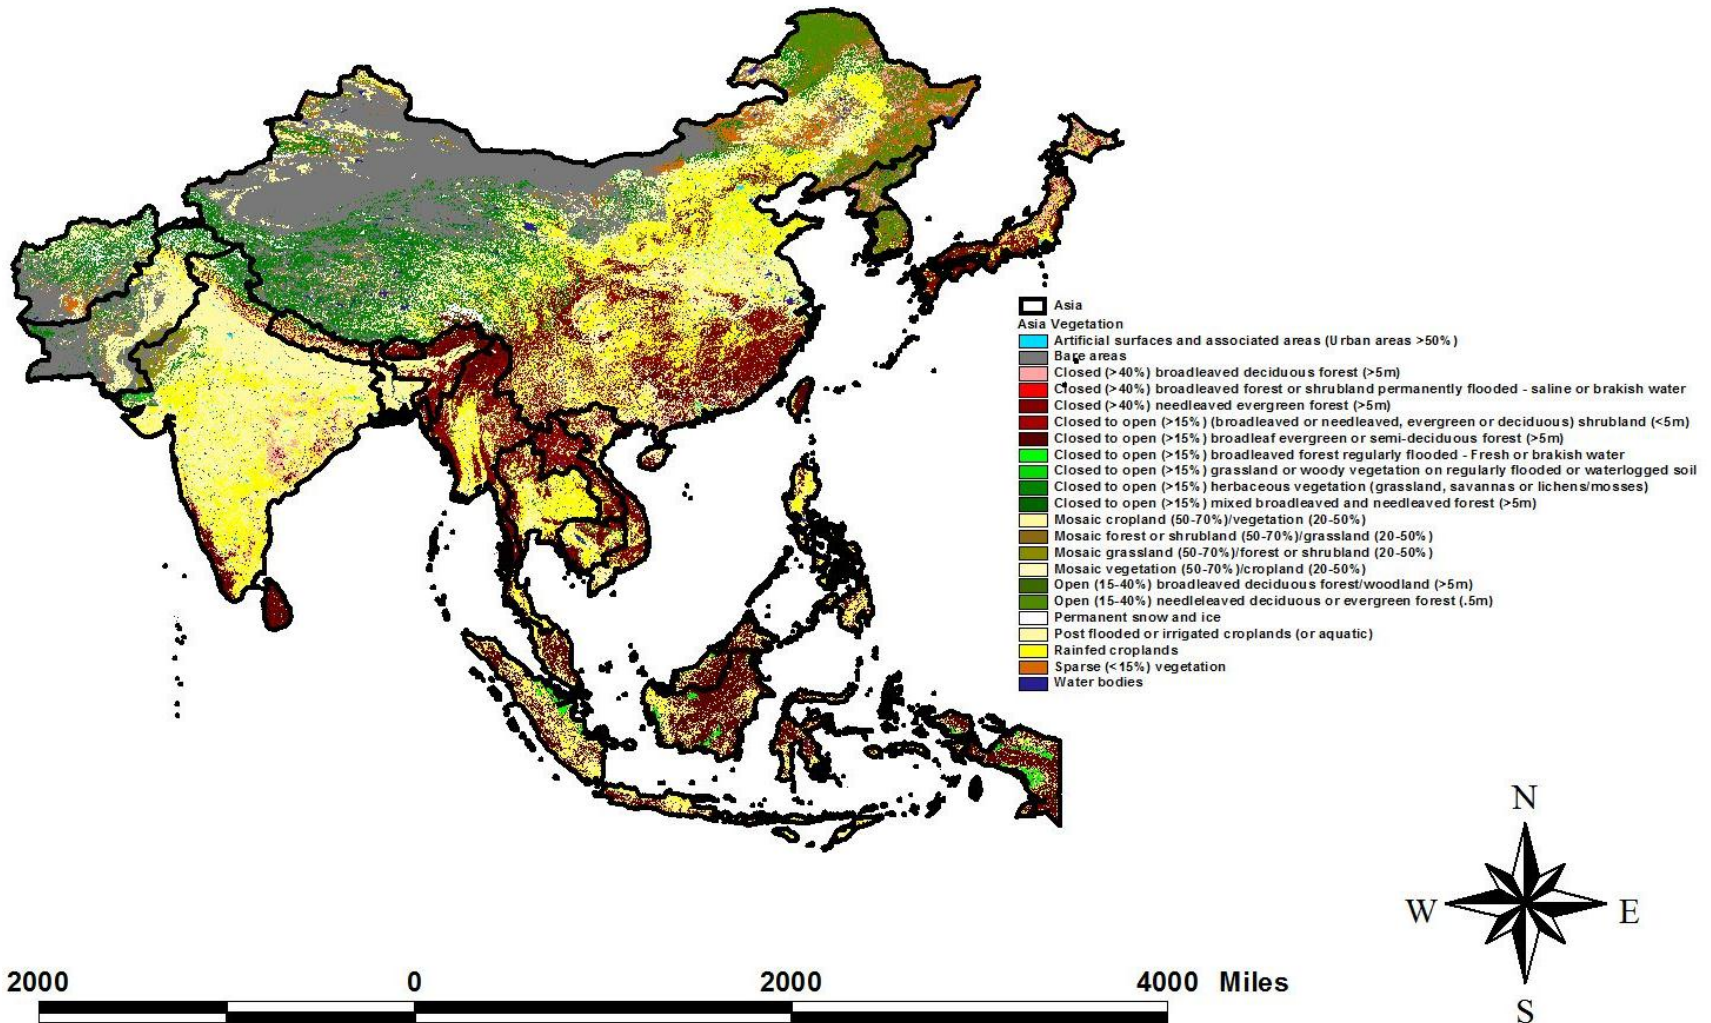 Asia
Asia Vegetation
Artificial surfaces and associated areas (Urban areas >50%)
Bare areas
Closed (>40%) broadleaved deciduous forest (>5m)
Closed (>40%) broadleaved forest or shrubland permanently flooded - saline or brakish water
Closed (>40%) needleaved evergreen forest (>5m)
Closed to open (>15%) (broadleaved or needleaved, evergreen or deciduous) shrubland (<5m)
Closed to open (>15%) broadleaf evergreen or semi-deciduous forest (>5m)
Closed to open (>15%) broadleaved forest regularly flooded - Fresh or brakish water
Closed to open (>15%) grassland or woody vegetation on regularly flooded or waterlogged soil
Closed to open (>15%) herbaceous vegetation (grassland, savannas or lichens/mosses)
Closed to open (>15%) mixed broadleaved and needleaved forest (>5m)
Mosaic cropland (50-70%)/vegetation (20-50%)
Mosaic forest or shrubland (50-70%)/grassland (20-50%)
Mosaic grassland (50-70%)/forest or shrubland (20-50%)
Mosaic vegetation (50-70%)/cropland (20-50%)
Open (15-40%) broadleaved deciduous forest/woodland (>5m)
Open (15-40%) needleleaved deciduous or evergreen forest (.5m)
Permanent snow and ice
Post flooded or irrigated croplands (or aquatic)
Rainfed croplands
Sparse (<15%) vegetation
Water bodies
N
W E
S
2000 0 2000 4000 Miles